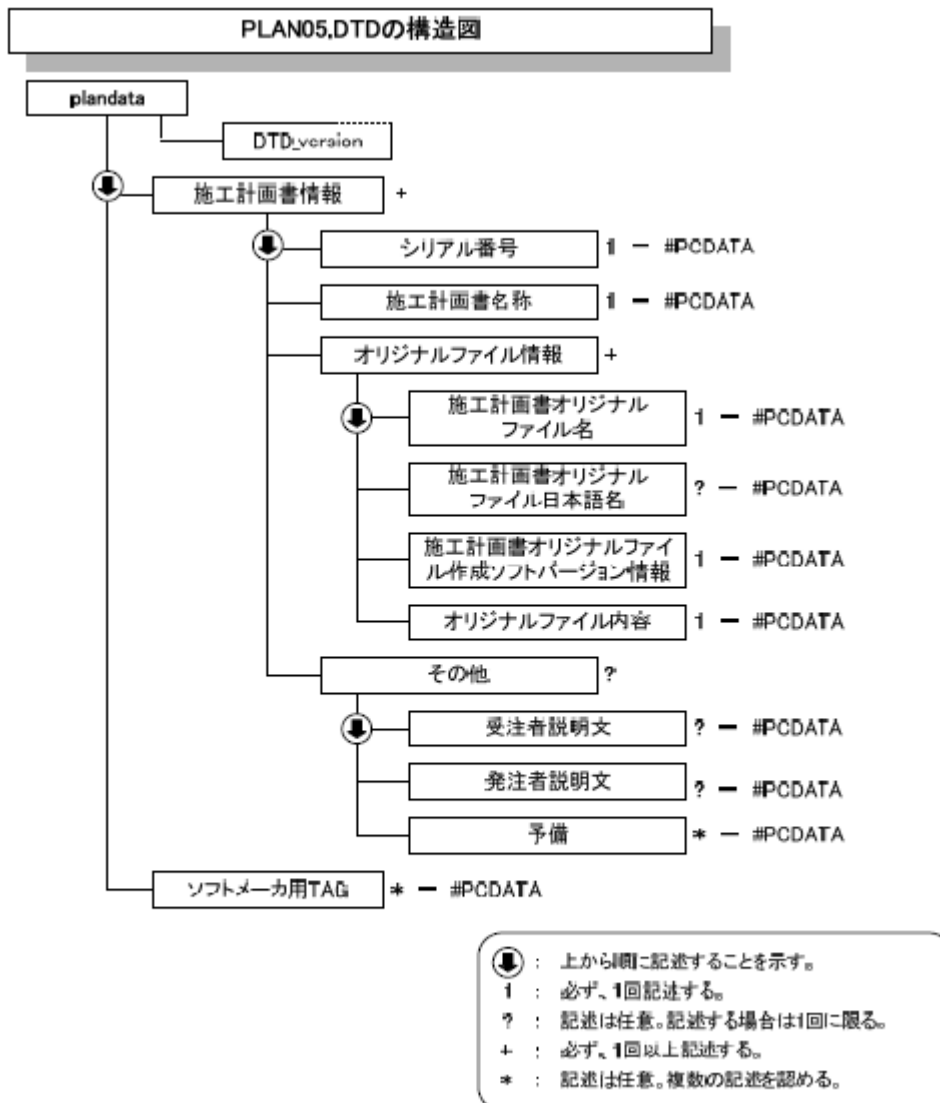 PLAN05.DTDの構造図
plandata
DTD_version
施工計画書情報 +
シリアル番号 1 － #PCDATA
施工計画書名称 1 － #PCDATA
オリジナルファイル情報 +
施工計画書オリジナル
ファイル名 1 － #PCDATA
施工計画書オリジナル
ファイル日本語名 ? － #PCDATA
施工計画書オリジナルファイ
ル作成ソフトバージョン情報 1 － #PCDATA
オリジナルファイル内容 1 － #PCDATA
その他 ?
受注者説明文 ? － #PCDATA
発注者説明文 ? － #PCDATA
予備 * － #PCDATA
ソフトメーカ用TAG * － #PCDATA
： 上から順に記述することを示す。
1 ： 必ず、1回記述する。
? ： 記述は任意。記述する場合は1回に限る。
+ ： 必ず、1回以上記述する。
* ： 記述は任意。複数の記述を認める。